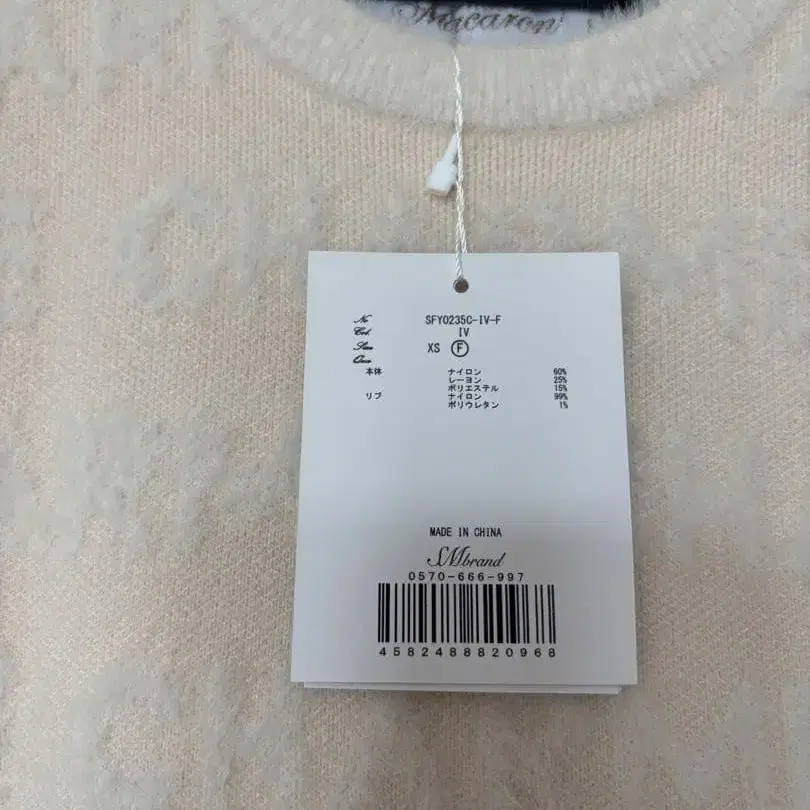 No SFY0235C-IV-F
Col. IV
Size XS Ⓕ
本体 ナイロン 60%
レーヨン 25%
ポリエステル 15%
リブ ナイロン 99%
ポリウレタン 1%
MADE IN CHINA
SMbrand
0570-666-997
4582488820968